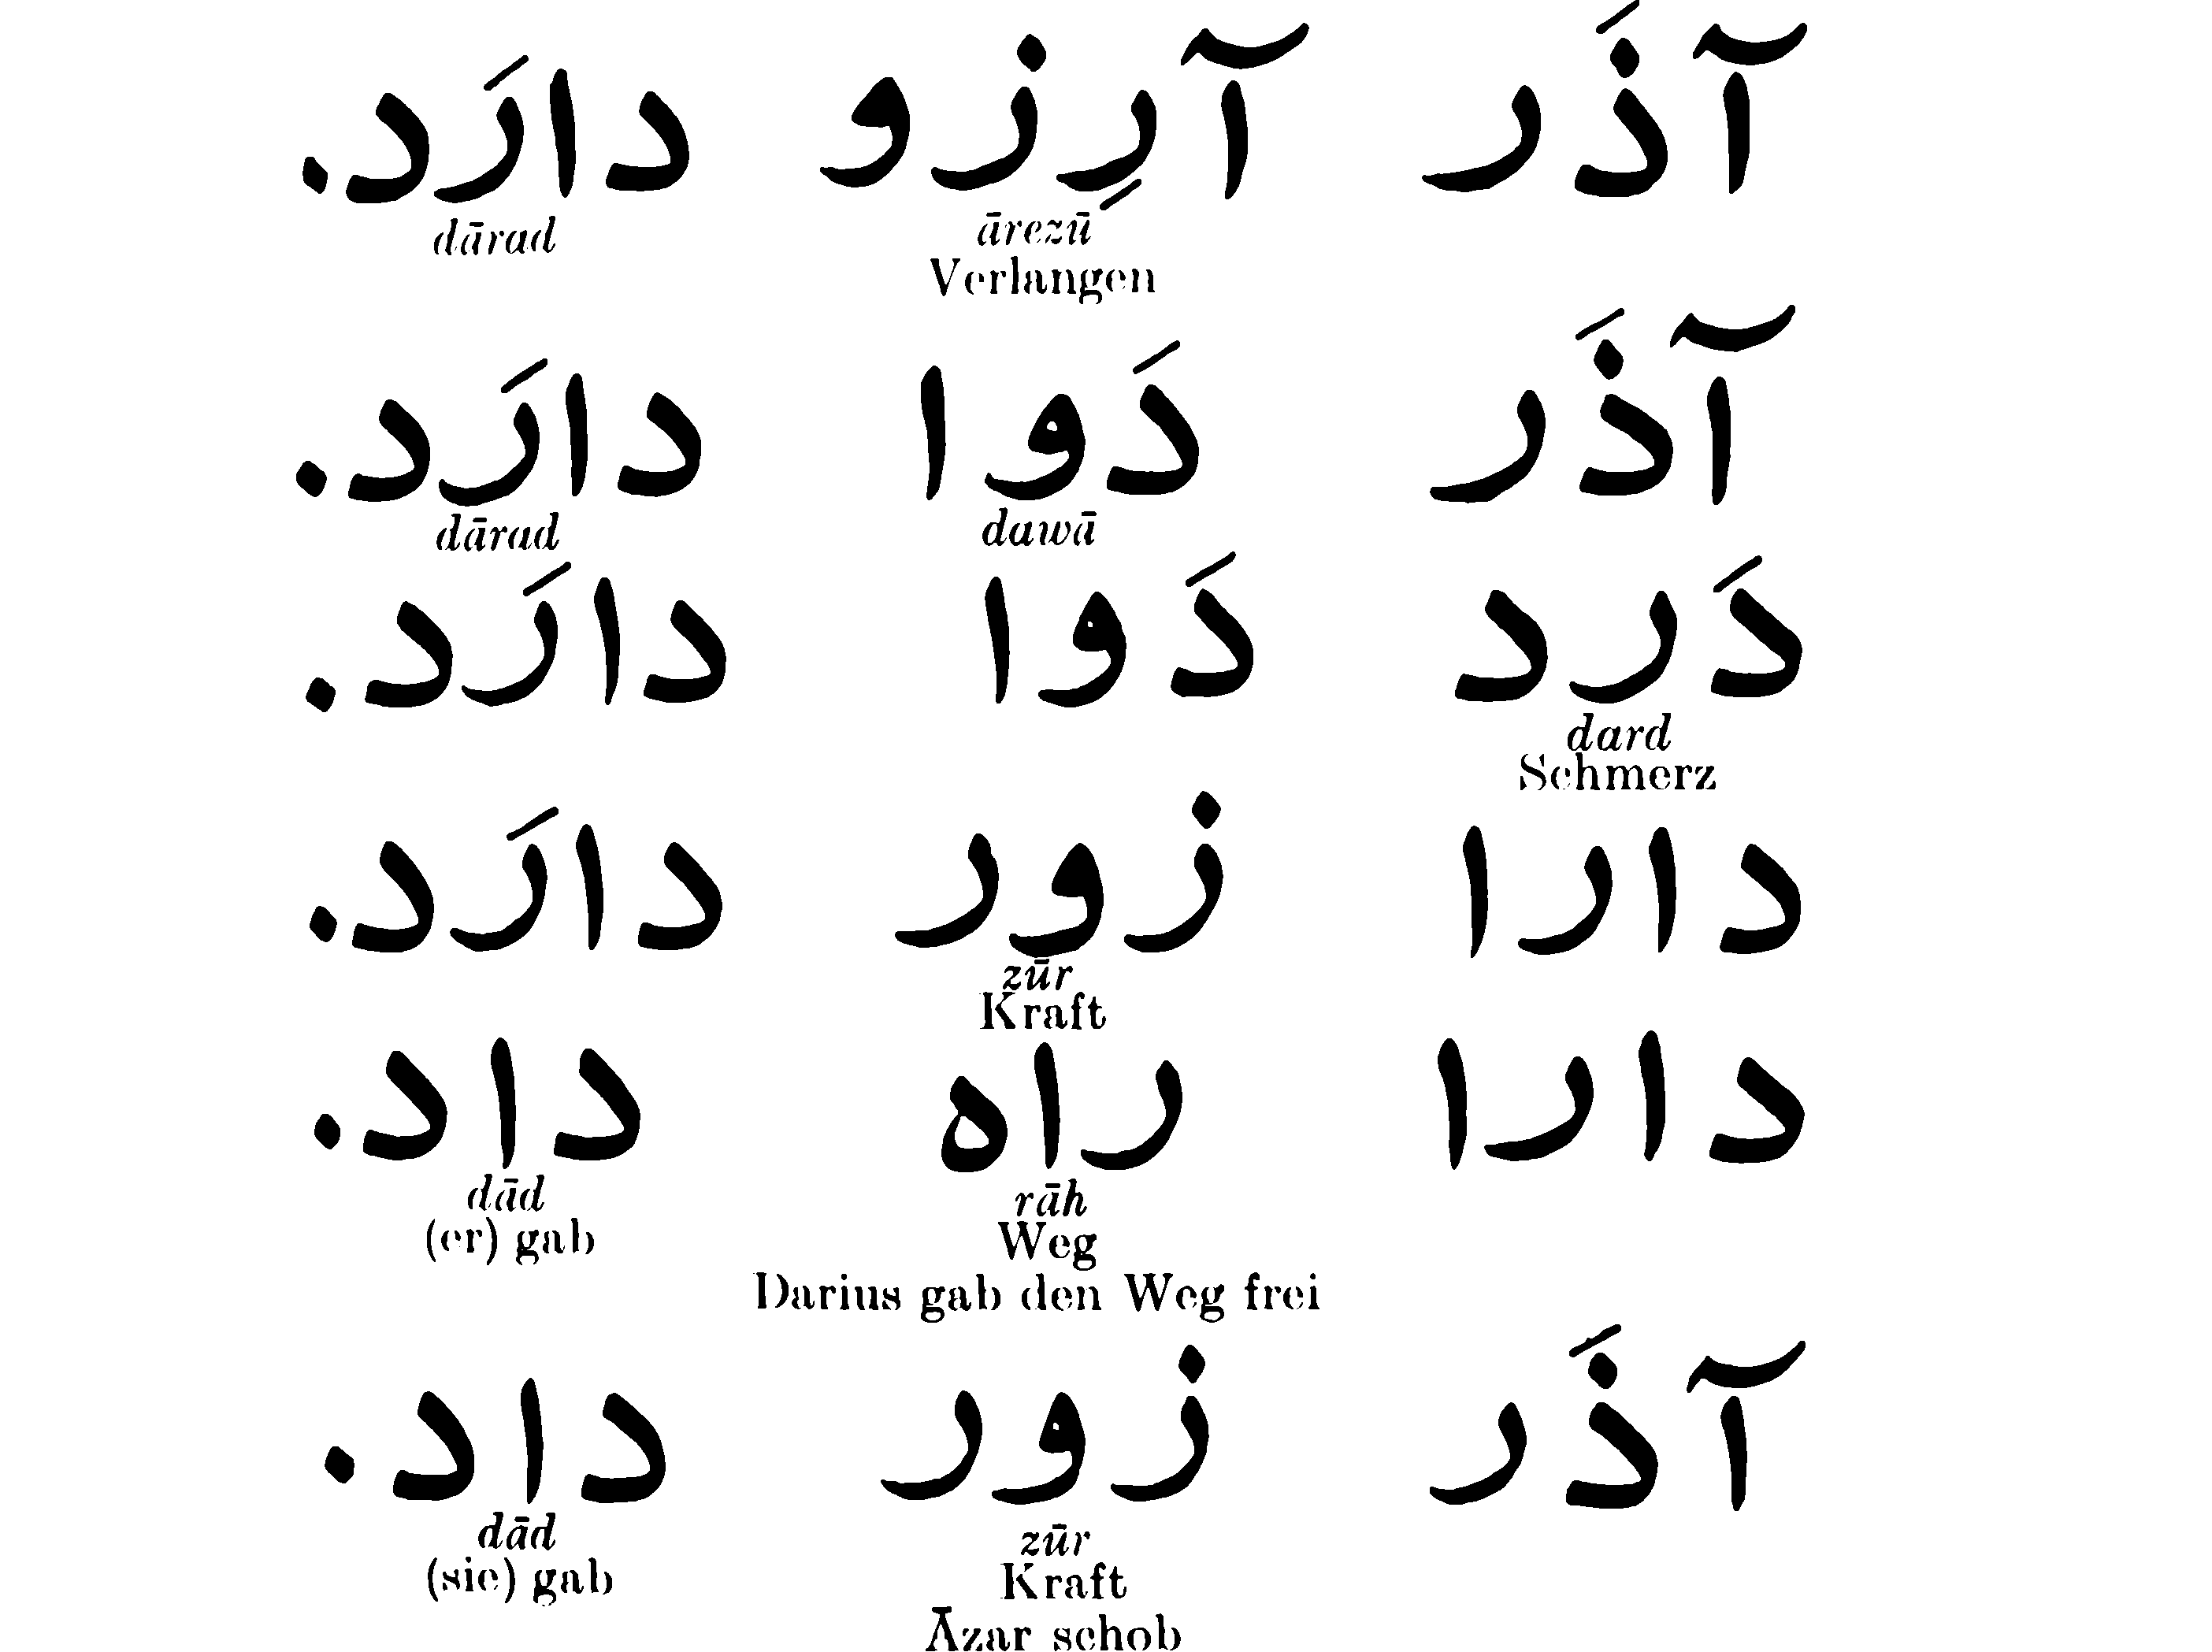 آذَر آرِزو دارَد.
ārezū dārad
Verlangen
آذَر دَوا دارَد.
dawā dārad
دَرد دَوا دارَد.
dard
Schmerz
دارا زور دارَد.
zūr
Kraft
دارا راه داد.
rāh dād
Weg (er) gab
Darius gab den Weg frei
آذَر زور داد.
zūr dād
Kraft (sie) gab
Āzar schob